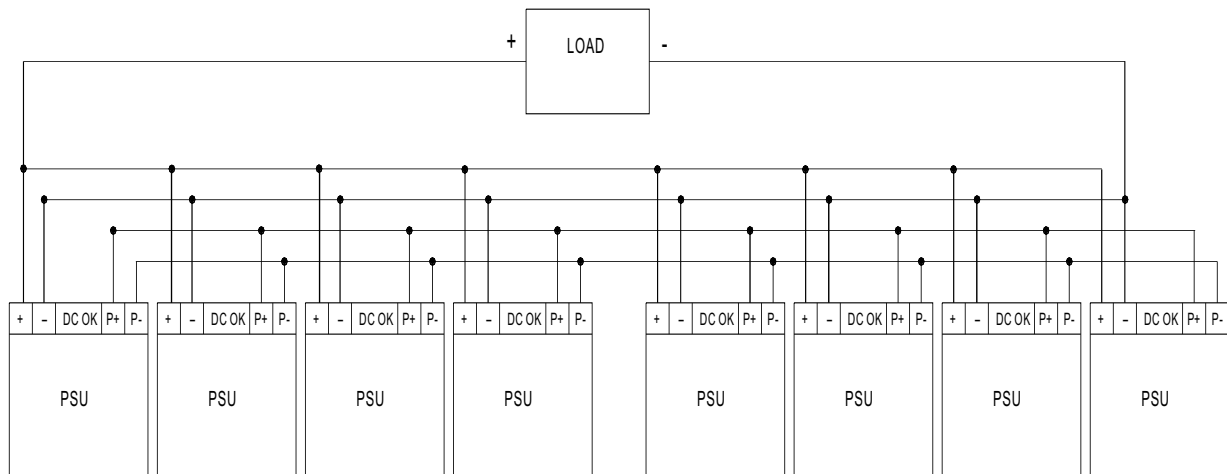 + LOAD -
+ – DC OK P+ P- + – DC OK P+ P- + – DC OK P+ P- + – DC OK P+ P- + – DC OK P+ P- + – DC OK P+ P- + – DC OK P+ P- + – DC OK P+ P-
PSU PSU PSU PSU PSU PSU PSU PSU